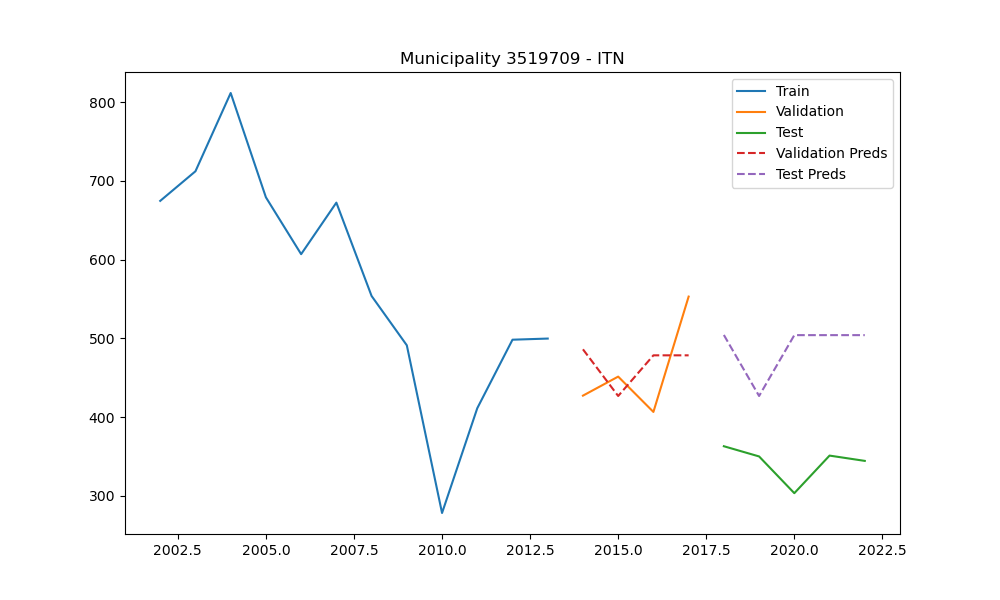 Municipality 3519709 - ITN
Train
Validation
Test
Validation Preds
Test Preds
800
700
600
500
400
300
2002.5 2005.0 2007.5 2010.0 2012.5 2015.0 2017.5 2020.0 2022.5